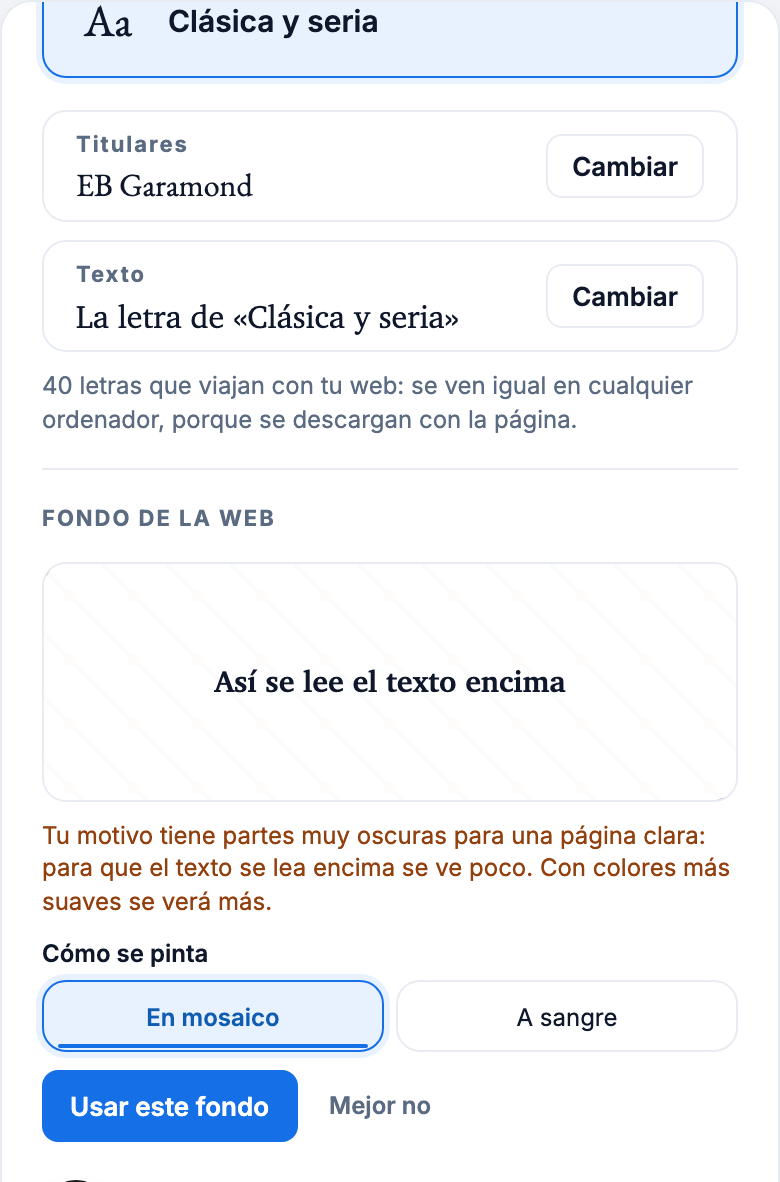 Aa
Clásica y seria
Titulares
EB Garamond
Cambiar
Texto
La letra de «Clásica y seria»
Cambiar
40 letras que viajan con tu web: se ven igual en cualquier
ordenador, porque se descargan con la página.
FONDO DE LA WEB
Así se lee el texto encima
Tu motivo tiene partes muy oscuras para una página clara:
para que el texto se lea encima se ve poco. Con colores más
suaves se verá más.
Cómo se pinta
En mosaico
A sangre
Usar este fondo
Mejor no